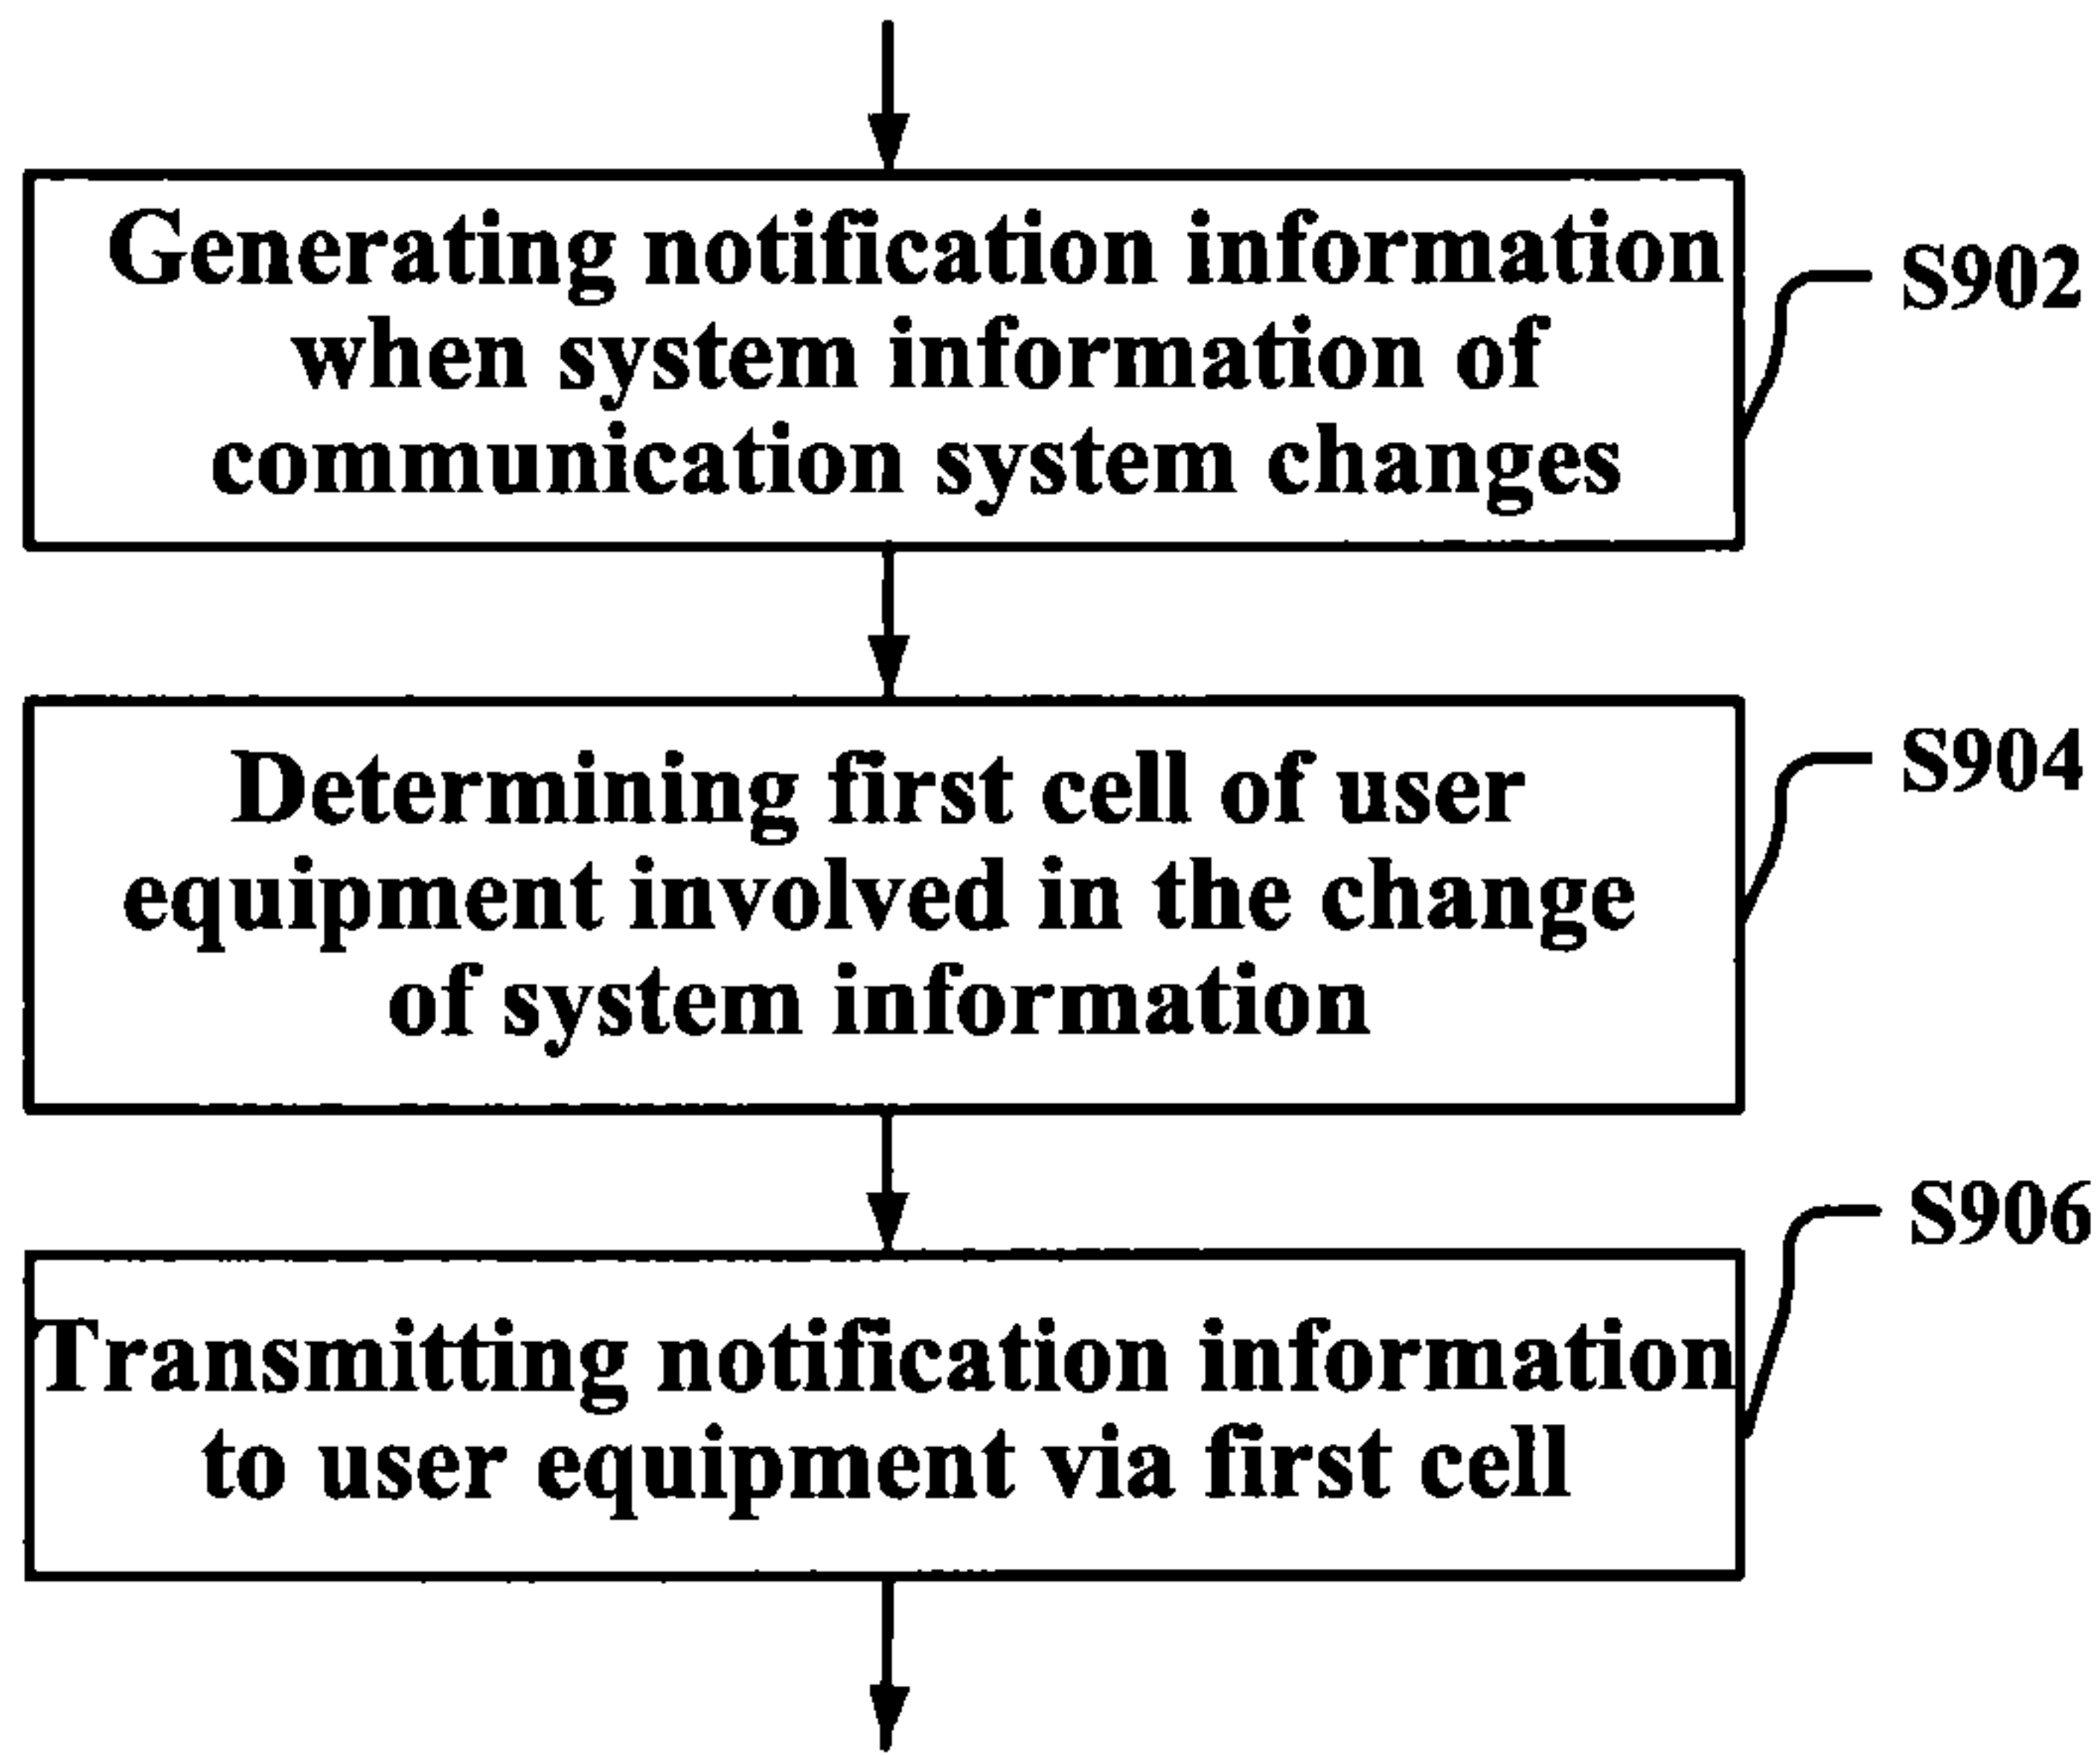 Generating notification information
when system information of
communication system changes
S902
Determining first cell of user
equipment involved in the change
of system information
S904
Transmitting notification information
to user equipment via first cell
S906